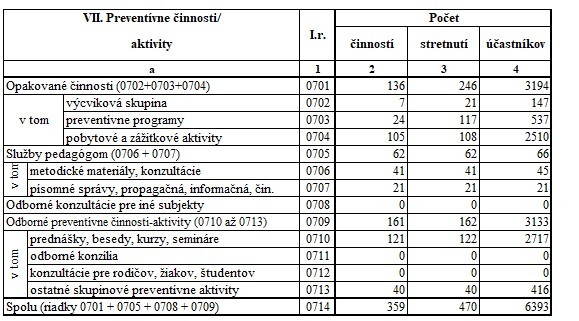 VII. Preventívne činnosti/ aktivity I.r. Počet
činností stretnutí účastníkov
a 1 2 3 4
Opakované činnosti (0702+0703+0704) 0701 136 246 3194
v tom výcviková skupina 0702 7 21 147
preventívne programy 0703 24 117 537
pobytové a zážitkové aktivity 0704 105 108 2510
Služby pedagógom (0706 + 0707) 0705 62 62 66
v tom metodické materiály, konzultácie 0706 41 41 45
písomné správy, propagačná, informačná, čin. 0707 21 21 21
Odborné konzultácie pre iné subjekty 0708 0 0 0
Odborné preventívne činnosti-aktivity (0710 až 0713) 0709 161 162 3133
v tom prednášky, besedy, kurzy, semináre 0710 121 122 2717
odborné konzília 0711 0 0 0
konzultácie pre rodičov, žiakov, študentov 0712 0 0 0
ostatné skupinové preventívne aktivity 0713 40 40 416
Spolu (riadky 0701 + 0705 + 0708 + 0709) 0714 359 470 6393